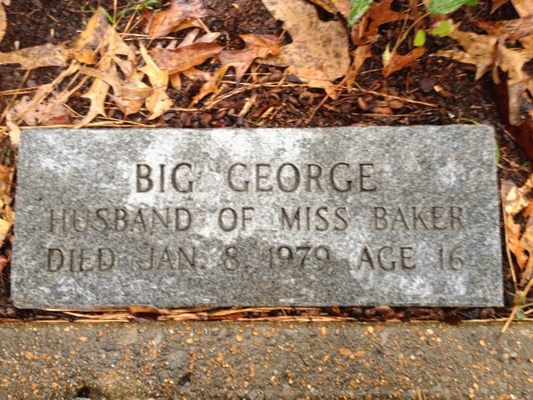 BIG GEORGE
HUSBAND OF MISS BAKER
DIED JAN. 8, 1979 AGE 16